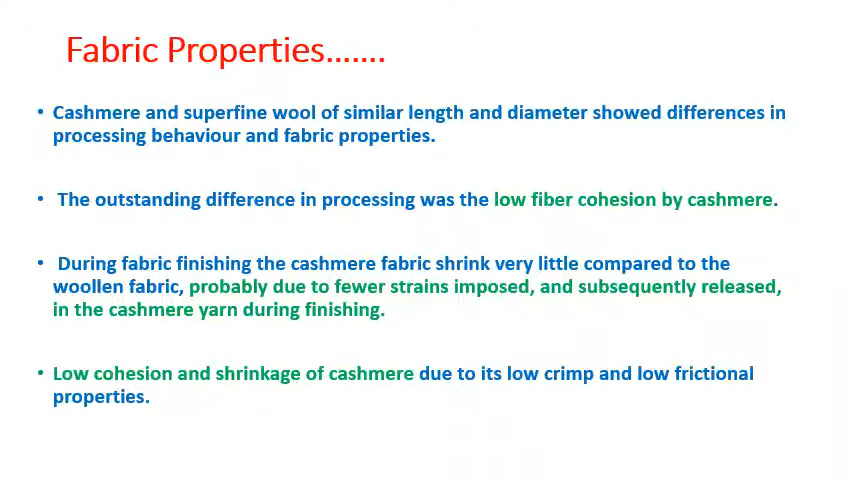 Fabric Properties.......
• Cashmere and superfine wool of similar length and diameter showed differences in
processing behaviour and fabric properties.
• The outstanding difference in processing was the low fiber cohesion by cashmere.
• During fabric finishing the cashmere fabric shrink very little compared to the
woollen fabric, probably due to fewer strains imposed, and subsequently released,
in the cashmere yarn during finishing.
• Low cohesion and shrinkage of cashmere due to its low crimp and low frictional
properties.